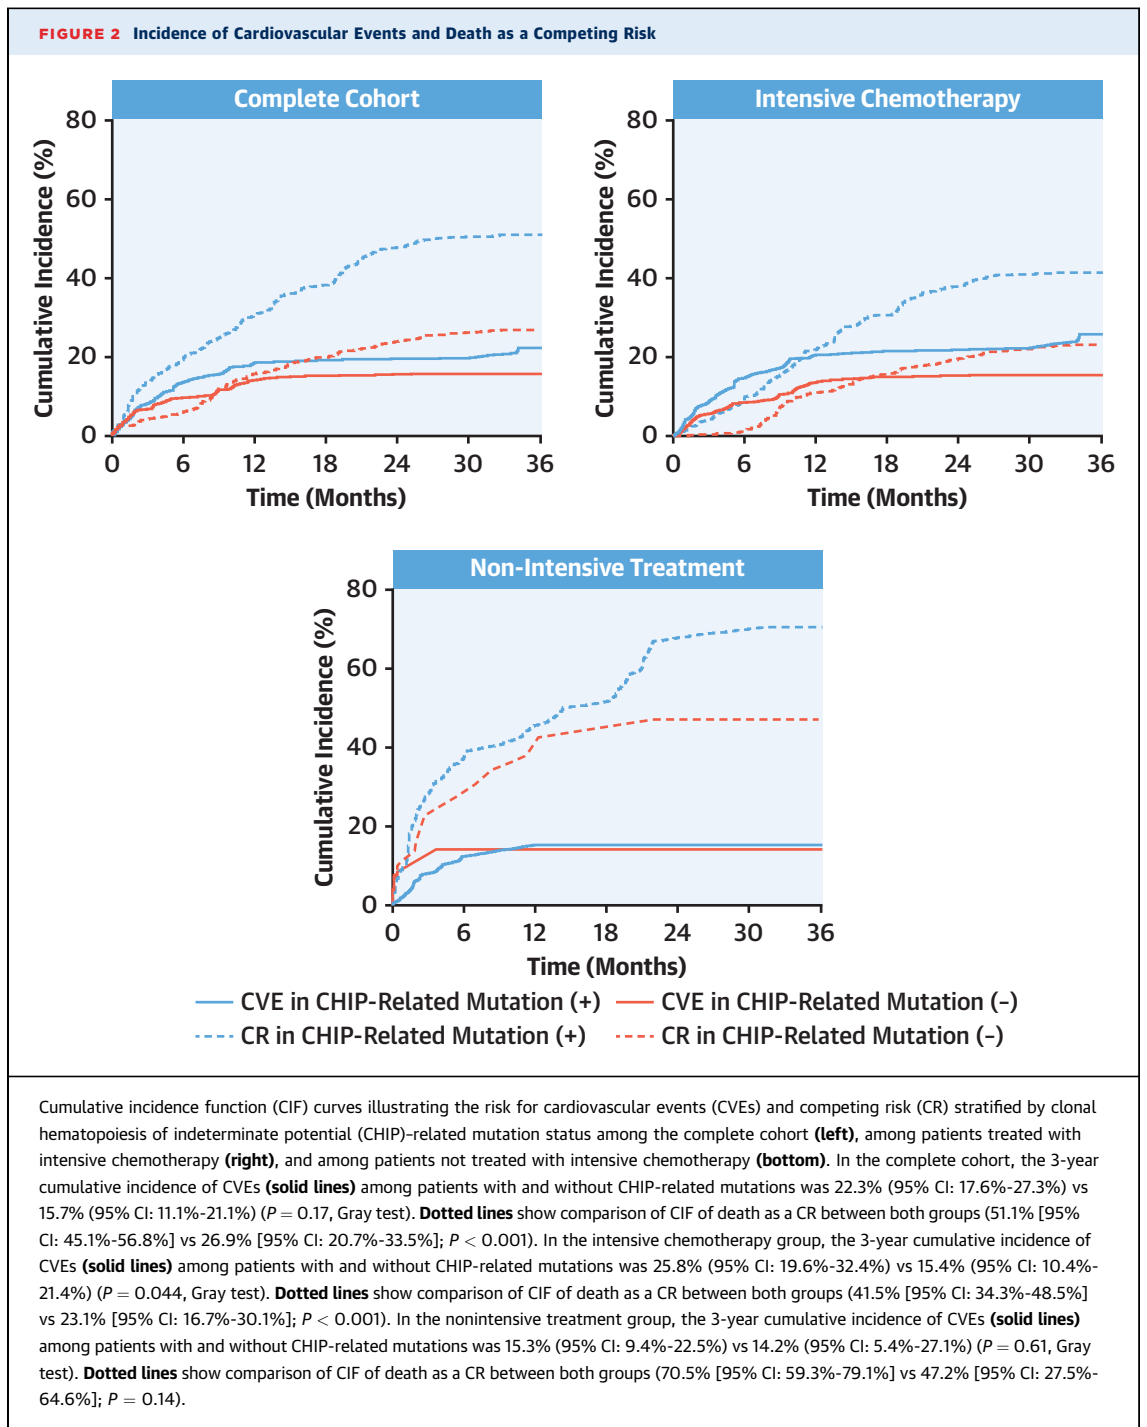 FIGURE 2 Incidence of Cardiovascular Events and Death as a Competing Risk
Complete Cohort
Cumulative Incidence (%)
80
60
40
20
0
0 6 12 18 24 30 36
Time (Months)
Intensive Chemotherapy
Cumulative Incidence (%)
80
60
40
20
0
0 6 12 18 24 30 36
Time (Months)
Non-Intensive Treatment
Cumulative Incidence (%)
80
60
40
20
0
0 6 12 18 24 30 36
Time (Months)
CVE in CHIP-Related Mutation (+) CVE in CHIP-Related Mutation (–)
CR in CHIP-Related Mutation (+) CR in CHIP-Related Mutation (–)
Cumulative incidence function (CIF) curves illustrating the risk for cardiovascular events (CVEs) and competing risk (CR) stratified by clonal
hematopoiesis of indeterminate potential (CHIP)-related mutation status among the complete cohort (left), among patients treated with
intensive chemotherapy (right), and among patients not treated with intensive chemotherapy (bottom). In the complete cohort, the 3-year
cumulative incidence of CVEs (solid lines) among patients with and without CHIP-related mutations was 22.3% (95% CI: 17.6%-27.3%) vs
15.7% (95% CI: 11.1%-21.1%) (P = 0.17, Gray test). Dotted lines show comparison of CIF of death as a CR between both groups (51.1% [95%
CI: 45.1%-56.8%] vs 26.9% [95% CI: 20.7%-33.5%]; P < 0.001). In the intensive chemotherapy group, the 3-year cumulative incidence of
CVEs (solid lines) among patients with and without CHIP-related mutations was 25.8% (95% CI: 19.6%-32.4%) vs 15.4% (95% CI: 10.4%-
21.4%) (P = 0.044, Gray test). Dotted lines show comparison of CIF of death as a CR between both groups (41.5% [95% CI: 34.3%-48.5%]
vs 23.1% [95% CI: 16.7%-30.1%]; P < 0.001). In the nonintensive treatment group, the 3-year cumulative incidence of CVEs (solid lines)
among patients with and without CHIP-related mutations was 15.3% (95% CI: 9.4%-22.5%) vs 14.2% (95% CI: 5.4%-27.1%) (P = 0.61, Gray
test). Dotted lines show comparison of CIF of death as a CR between both groups (70.5% [95% CI: 59.3%-79.1%] vs 47.2% [95% CI: 27.5%-
64.6%]; P = 0.14).